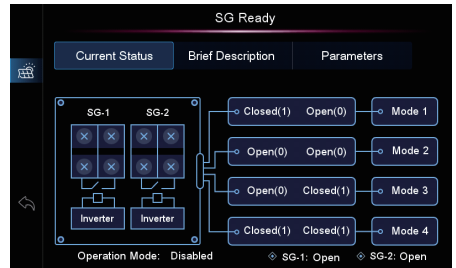 SG Ready
Current Status Brief Description Parameters
SG-1 SG-2
Closed(1) Open(0) Mode 1
Open(0) Open(0) Mode 2
Open(0) Closed(1) Mode 3
Closed(1) Closed(1) Mode 4
Inverter Inverter
Operation Mode: Disabled SG-1: Open SG-2: Open